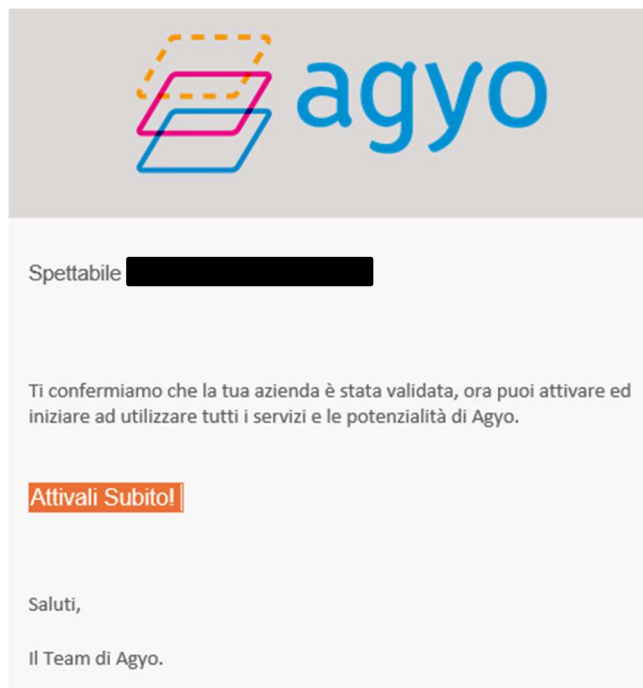 agyo
Spettabile
Ti confermiamo che la tua azienda è stata validata, ora puoi attivare ed
iniziare ad utilizzare tutti i servizi e le potenzialità di Agyo.
Attivali Subito!
Saluti,
Il Team di Agyo.